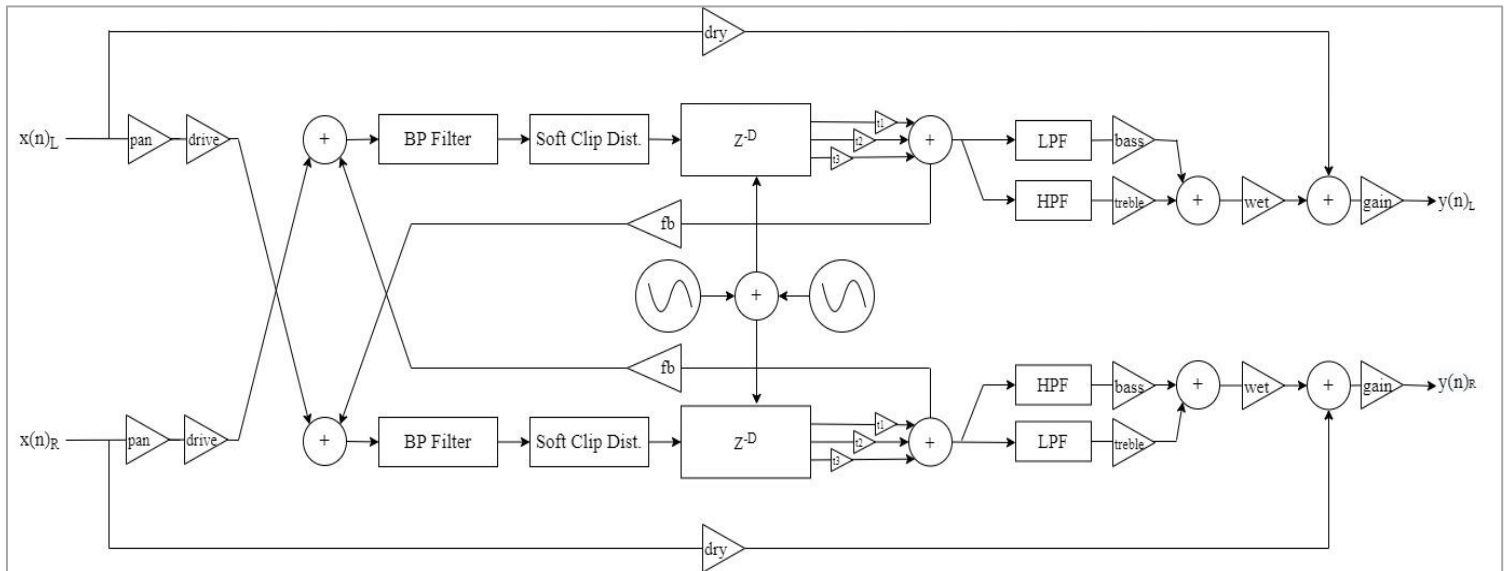 dry
x(n)L
pan
drive
+
BP Filter
Soft Clip Dist.
Z-D
t1
t2
t3
+
LPF
bass
HPF
treble
+
wet
+
gain
y(n)L
fb
+
fb
x(n)R
pan
drive
+
BP Filter
Soft Clip Dist.
Z-D
t1
t2
t3
+
HPF
bass
LPF
treble
+
wet
+
gain
y(n)R
dry